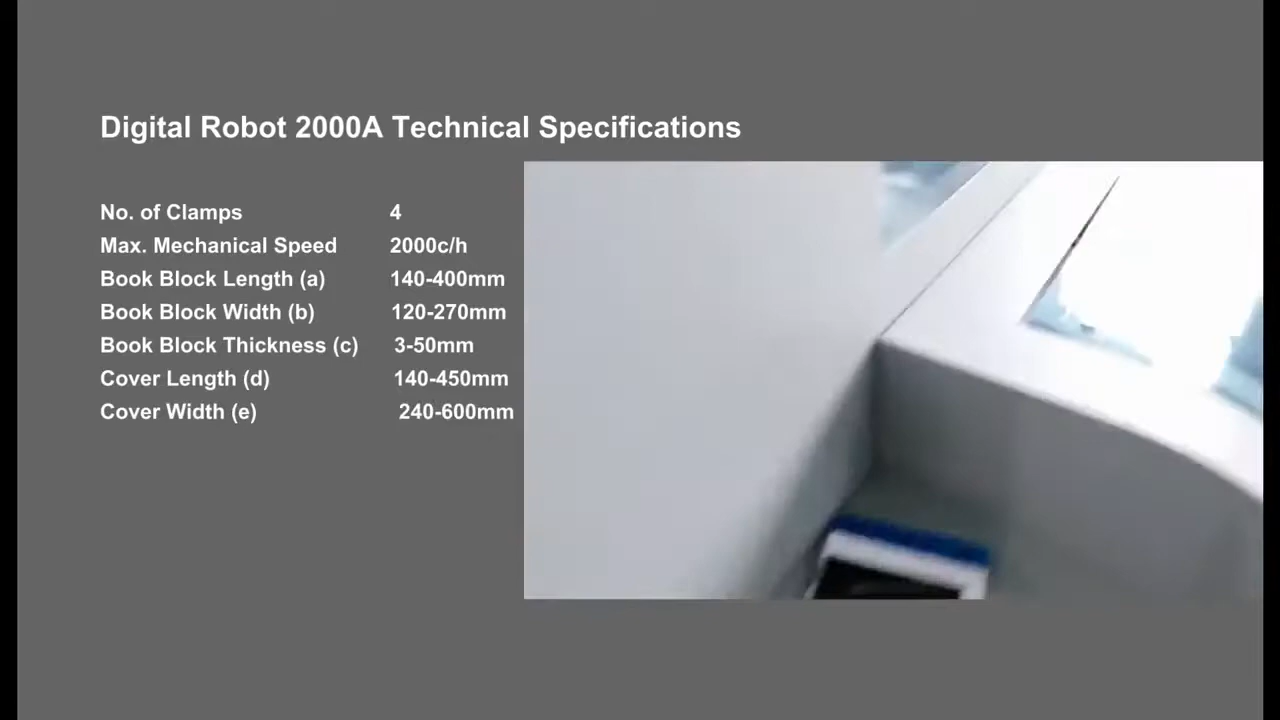 Digital Robot 2000A Technical Specifications
No. of Clamps 4
Max. Mechanical Speed 2000c/h
Book Block Length (a) 140-400mm
Book Block Width (b) 120-270mm
Book Block Thickness (c) 3-50mm
Cover Length (d) 140-450mm
Cover Width (e) 240-600mm